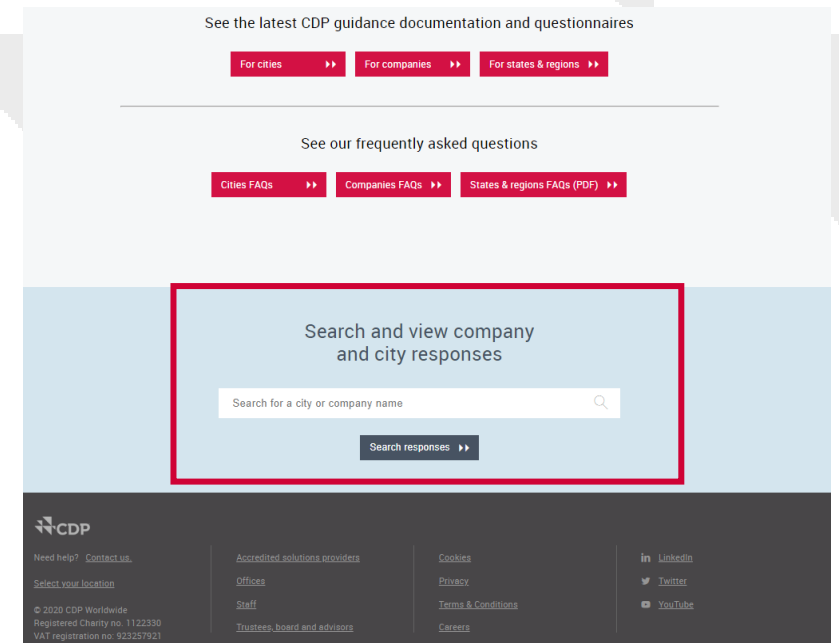 See the latest CDP guidance documentation and questionnaires
For cities
For companies
For states & regions
See our frequently asked questions
Cities FAQs
Companies FAQs
States & regions FAQs (PDF)
Search and view company
and city responses
Search for a city or company name
Search responses
CDP
Need help? Contact us.
Select your location
© 2020 CDP Worldwide
Registered Charity no. 1122330
VAT registration no: 923257921
Accredited solutions providers
Offices
Staff
Trustees, board and advisors
Cookies
Privacy
Terms & Conditions
Careers
LinkedIn
Twitter
YouTube